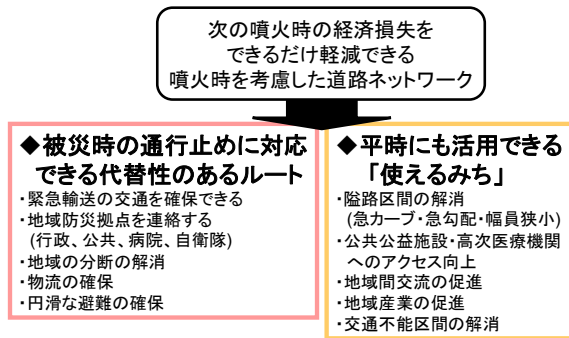 次の噴火時の経済損失を
できるだけ軽減できる
噴火時を考慮した道路ネットワーク
◆被災時の通行止めに対応
できる代替性のあるルート
・緊急輸送の交通を確保できる
・地域防災拠点を連絡する
(行政、公共、病院、自衛隊)
・地域の分断の解消
・物流の確保
・円滑な避難の確保
◆平時にも活用できる
「使えるみち」
・隘路区間の解消
(急カーブ・急勾配・幅員狭小)
・公共公益施設・高次医療機関
へのアクセス向上
・地域間交流の促進
・地域産業の促進
・交通不能区間の解消